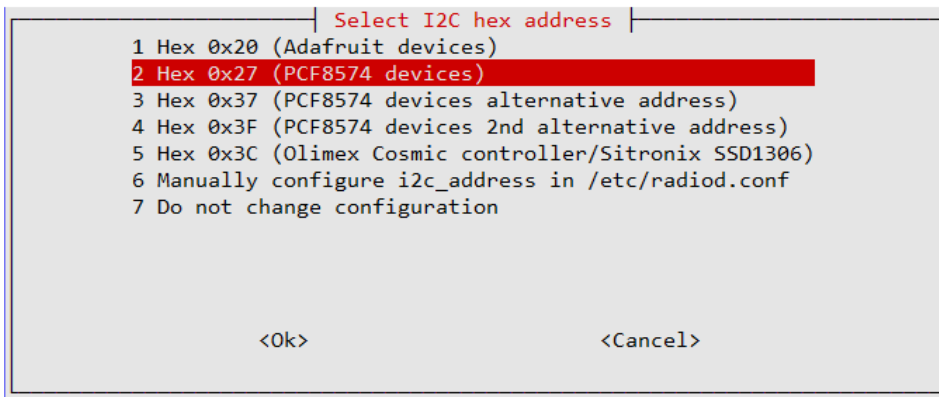 Select I2C hex address
1 Hex 0x20 (Adafruit devices)
2 Hex 0x27 (PCF8574 devices)
3 Hex 0x37 (PCF8574 devices alternative address)
4 Hex 0x3F (PCF8574 devices 2nd alternative address)
5 Hex 0x3C (Olimex Cosmic controller/Sitronix SSD1306)
6 Manually configure i2c_address in /etc/radiod.conf
7 Do not change configuration
<Ok> <Cancel>